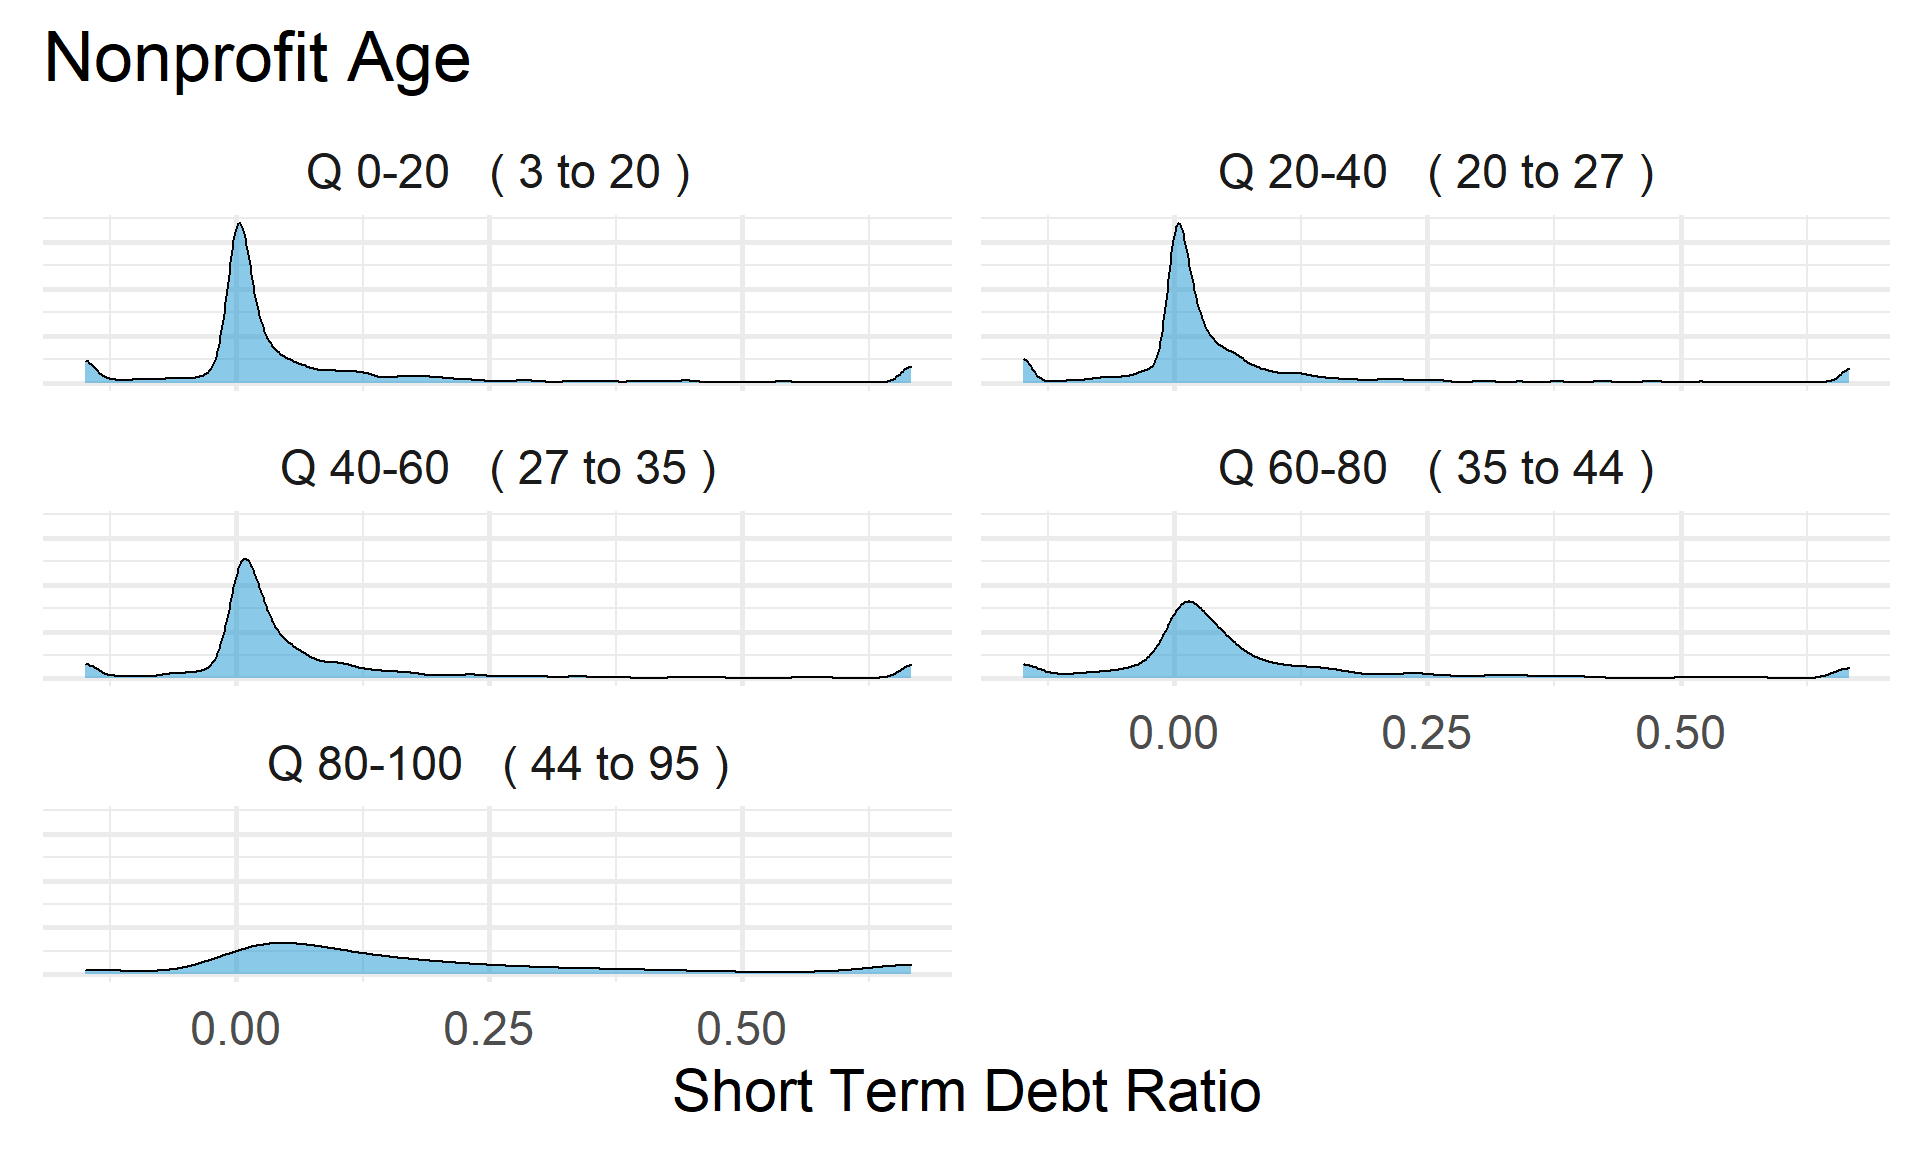 Nonprofit Age
Q 0-20 ( 3 to 20 )
Q 20-40 ( 20 to 27 )
Q 40-60 ( 27 to 35 )
Q 60-80 ( 35 to 44 )
0.00 0.25 0.50
Q 80-100 ( 44 to 95 )
0.00 0.25 0.50
Short Term Debt Ratio